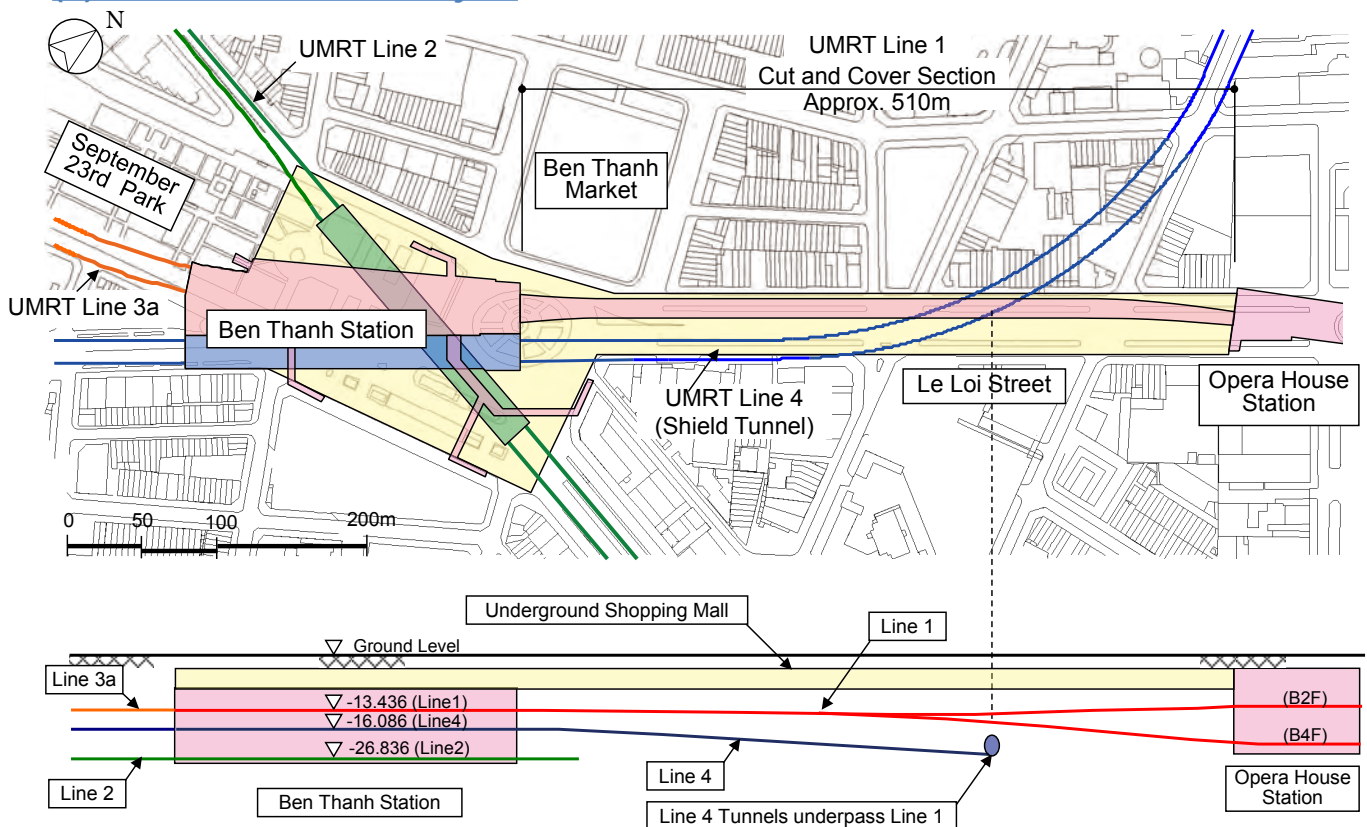 N
UMRT Line 2
UMRT Line 1
Cut and Cover Section
Approx. 510m
September
23rd Park
Ben Thanh
Market
UMRT Line 3a
Ben Thanh Station
UMRT Line 4
(Shield Tunnel)
Le Loi Street
Opera House
Station
0 50 100 200m
Underground Shopping Mall
Line 1
Ground Level
Line 3a
-13.436 (Line1)
-16.086 (Line4)
-26.836 (Line2)
(B2F)
(B4F)
Line 2
Ben Thanh Station
Line 4
Line 4 Tunnels underpass Line 1
Opera House
Station